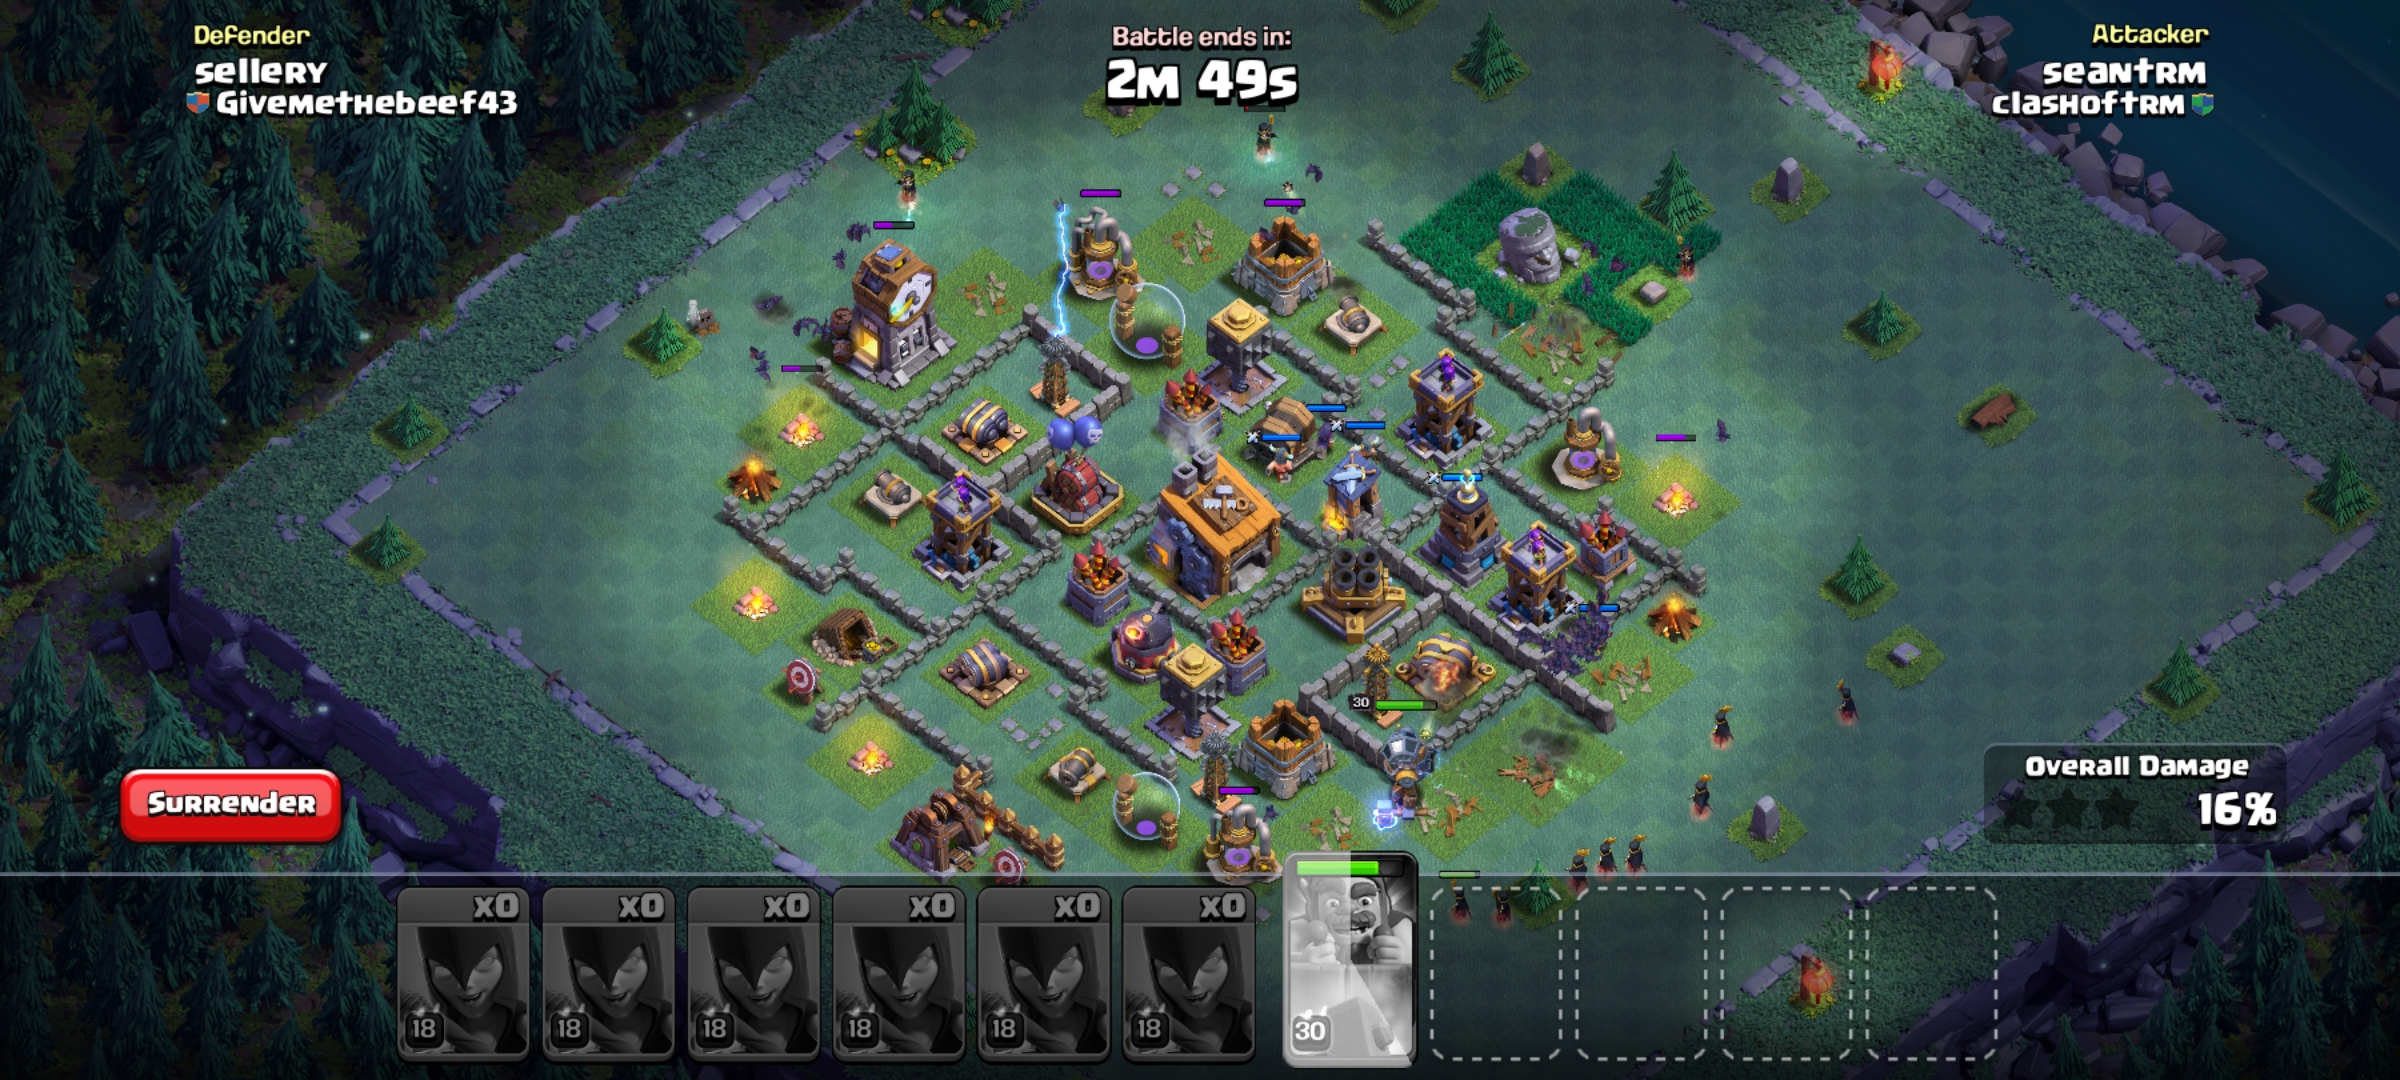 Defender
sellery
Givemethebeef43
Battle ends in:
2M 49s
Attacker
seantrm
clashoftrm
30
Surrender
Overall Damage
16%
x0
x0
x0
x0
x0
x0
18
18
18
18
18
18
30